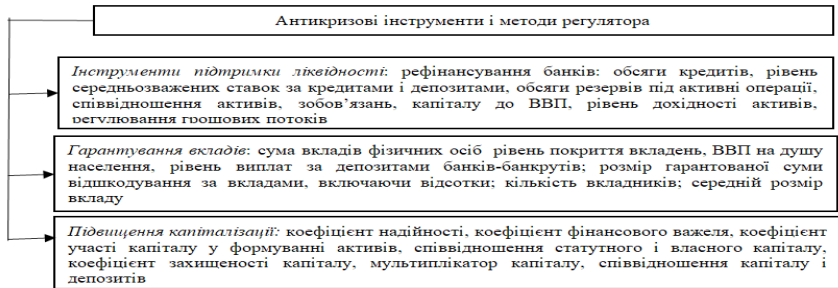 Антикризові інструменти і методи регулятора
Інструменти підтримки ліквідності: рефінансування банків: обсяги кредитів, рівень
середньозважених ставок за кредитами і депозитами, обсяги резервів під активні операції,
співвідношення активів, зобов’язань, капіталу до ВВП, рівень дохідності активів,
регулювання грошових потоків
Гарантування вкладів: сума вкладів фізичних осіб рівень покриття вкладень, ВВП на душу
населення, рівень виплат за депозитами банків-банкрутів; розмір гарантованої суми
відшкодування за вкладами, включаючи відсотки; кількість вкладників; середній розмір
вкладу
Підвищення капіталізації: коефіцієнт надійності, коефіцієнт фінансового важеля, коефіцієнт
участі капіталу у формуванні активів, співвідношення статутного і власного капіталу,
коефіцієнт захищеності капіталу, мультиплікатор капіталу, співвідношення капіталу і
депозитів